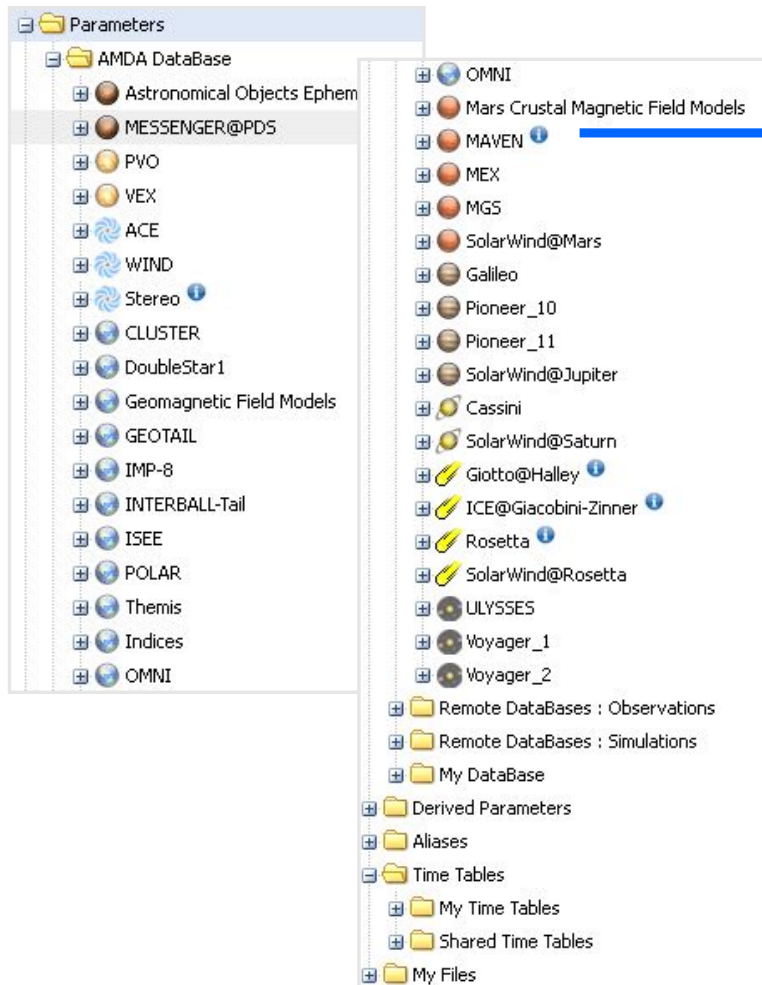 Parameters
AMDA DataBase
Astronomical Objects Ephem
MESSENGER@PDS
PVO
VEX
ACE
WIND
Stereo
CLUSTER
DoubleStar1
Geomagnetic Field Models
GEOTAIL
IMP-8
INTERBALL-Tail
ISEE
POLAR
Themis
Indices
OMNI
OMNI
Mars Crustal Magnetic Field Models
MAVEN
MEX
MGS
SolarWind@Mars
Galileo
Pioneer_10
Pioneer_11
SolarWind@Jupiter
Cassini
SolarWind@Saturn
Giotto@Halley
ICE@Giacobini-Zinner
Rosetta
SolarWind@Rosetta
ULYSSES
Voyager_1
Voyager_2
Remote DataBases : Observations
Remote DataBases : Simulations
My DataBase
Derived Parameters
Aliases
Time Tables
My Time Tables
Shared Time Tables
My Files